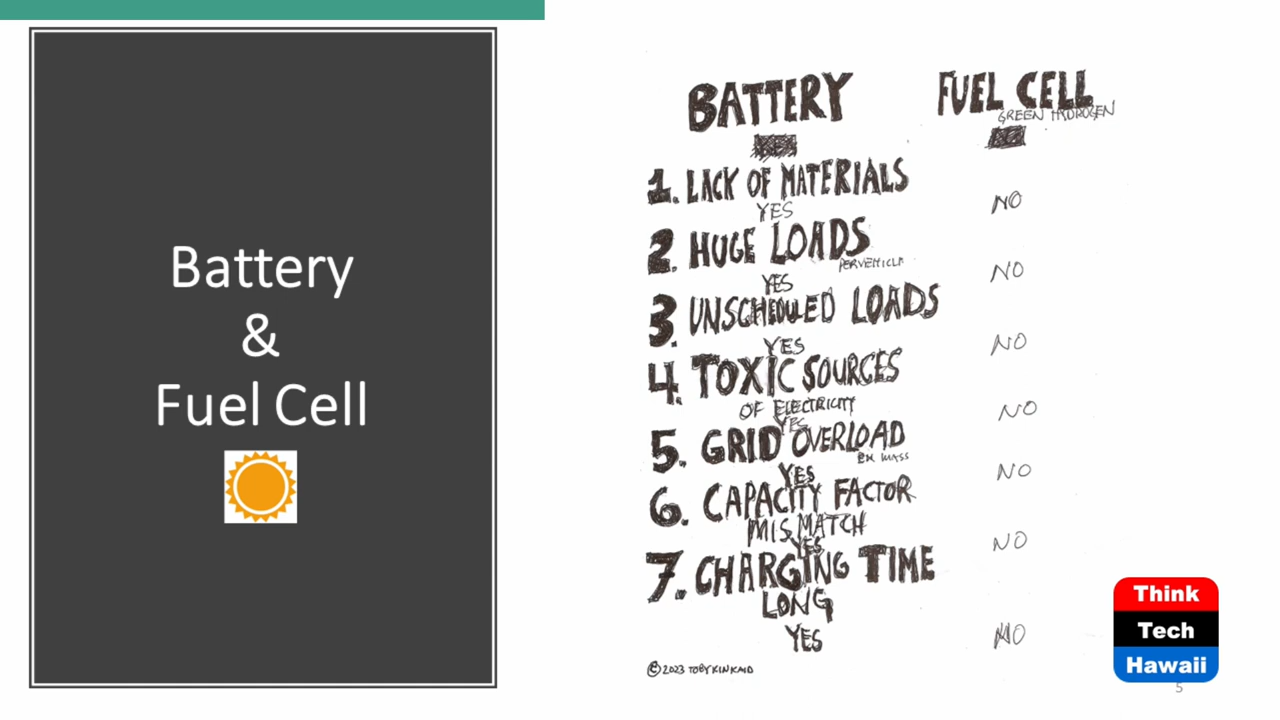 Battery
&
Fuel Cell
BATTERY
FUEL CELL
GREEN HYDROGEN
1. LACK OF MATERIALS
YES
NO
2. HUGE LOADS
PER VEHICLE
YES
NO
3. UNSCHEDULED LOADS
YES
NO
4. TOXIC SOURCES
OF ELECTRICITY
YES
NO
5. GRID OVERLOAD
EN MASS
YES
NO
6. CAPACITY FACTOR
MISMATCH
YES
NO
7. CHARGING TIME
LONG
YES
NO
© 2023 TOBY KINKAID
Think
Tech
Hawaii
5